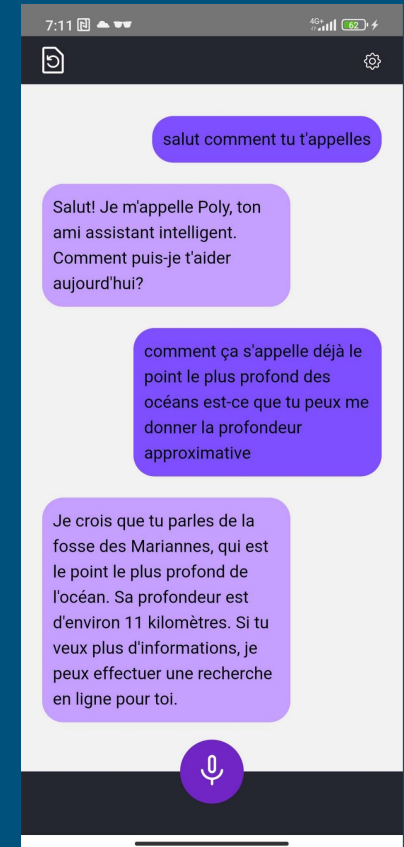 7:11
4G+
62
salut comment tu t'appelles
Salut! Je m'appelle Poly, ton
ami assistant intelligent.
Comment puis-je t'aider
aujourd'hui?
comment ça s'appelle déjà le
point le plus profond des
océans est-ce que tu peux me
donner la profondeur
approximative
Je crois que tu parles de la
fosse des Mariannes, qui est
le point le plus profond de
l'océan. Sa profondeur est
d'environ 11 kilomètres. Si tu
veux plus d'informations, je
peux effectuer une recherche
en ligne pour toi.